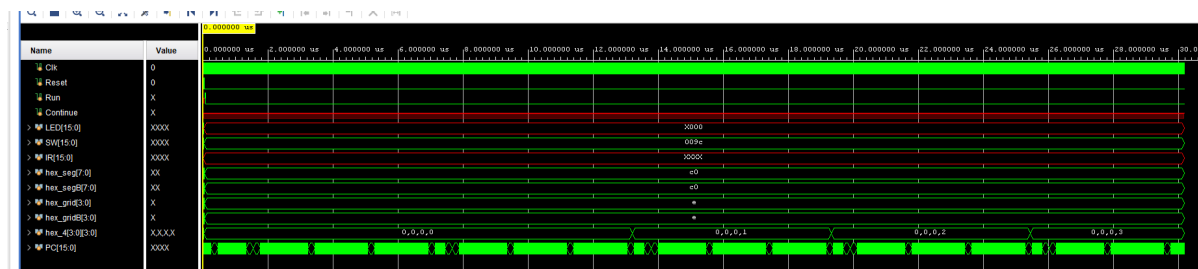 0.000000 us
Name Value
0.000000 us 2.000000 us 4.000000 us 6.000000 us 8.000000 us 10.000000 us 12.000000 us 14.000000 us 16.000000 us 18.000000 us 20.000000 us 22.000000 us 24.000000 us 26.000000 us 28.000000 us 30.0
Clk 0
Reset 0
Run X
Continue X
LED[15:0] XXXX X000
SW[15:0] XXXX 009c
IR[15:0] XXXX XXXX
hex_seg[7:0] XX c0
hex_segB[7:0] XX c0
hex_grid[3:0] X e
hex_gridB[3:0] X e
hex_4[3:0][3:0] X,X,X,X 0,0,0,0 0,0,0,1 0,0,0,2 0,0,0,3
PC[15:0] XXXX